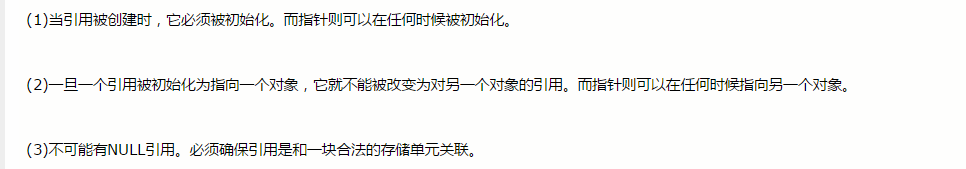 (1)当引用被创建时，它必须被初始化。而指针则可以在任何时候被初始化。
(2)一旦一个引用被初始化为指向一个对象，它就不能被改变为对另一个对象的引用。而指针则可以在任何时候指向另一个对象。
(3)不可能有NULL引用。必须确保引用是和一块合法的存储单元关联。